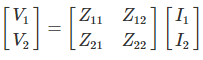 [V₁] = [Z₁₁ Z₁₂] [I₁]
[V₂] = [Z₂₁ Z₂₂] [I₂]